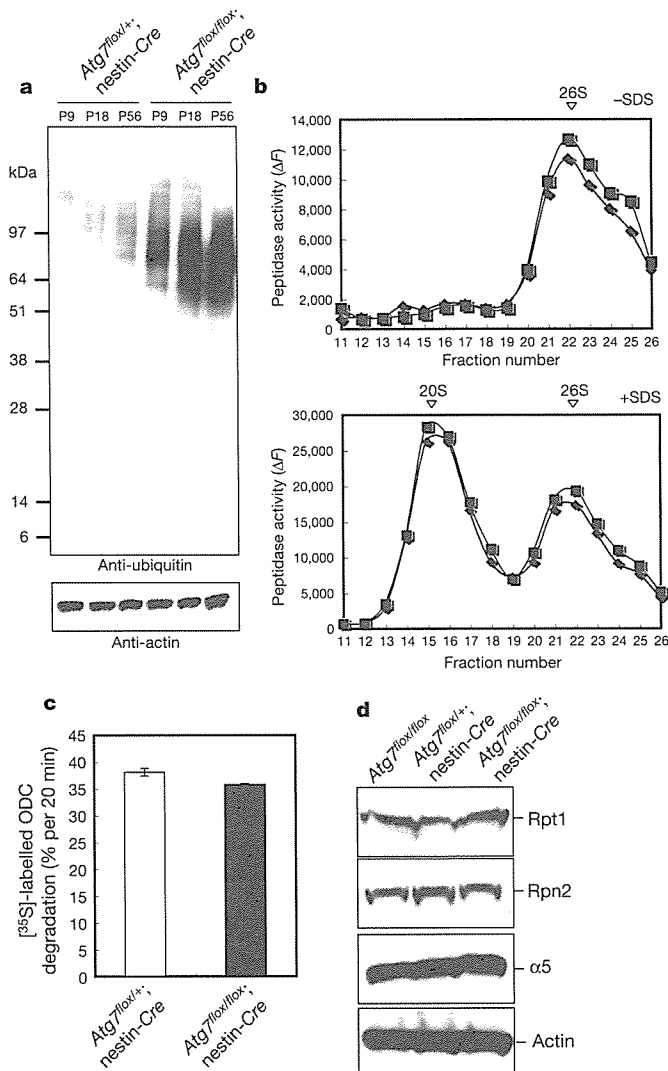 a
Atg7flox/+;
nestin-Cre
Atg7flox/flox;
nestin-Cre
P9 P18 P56 P9 P18 P56
kDa
97
64
51
38
28
14
6
Anti-ubiquitin
Anti-actin
b
26S
–SDS
Peptidase activity (ΔF)
14,000
12,000
10,000
8,000
6,000
4,000
2,000
0
11 12 13 14 15 16 17 18 19 20 21 22 23 24 25 26
Fraction number
20S
26S
+SDS
Peptidase activity (ΔF)
30,000
25,000
20,000
15,000
10,000
5,000
0
11 12 13 14 15 16 17 18 19 20 21 22 23 24 25 26
Fraction number
c
[35S]-labelled ODC
degradation (% per 20 min)
45
40
35
30
25
20
15
10
5
0
Atg7flox/+;
nestin-Cre
Atg7flox/flox;
nestin-Cre
d
Atg7flox/flox
Atg7flox/+;
nestin-Cre
Atg7flox/flox;
nestin-Cre
Rpt1
Rpn2
α5
Actin